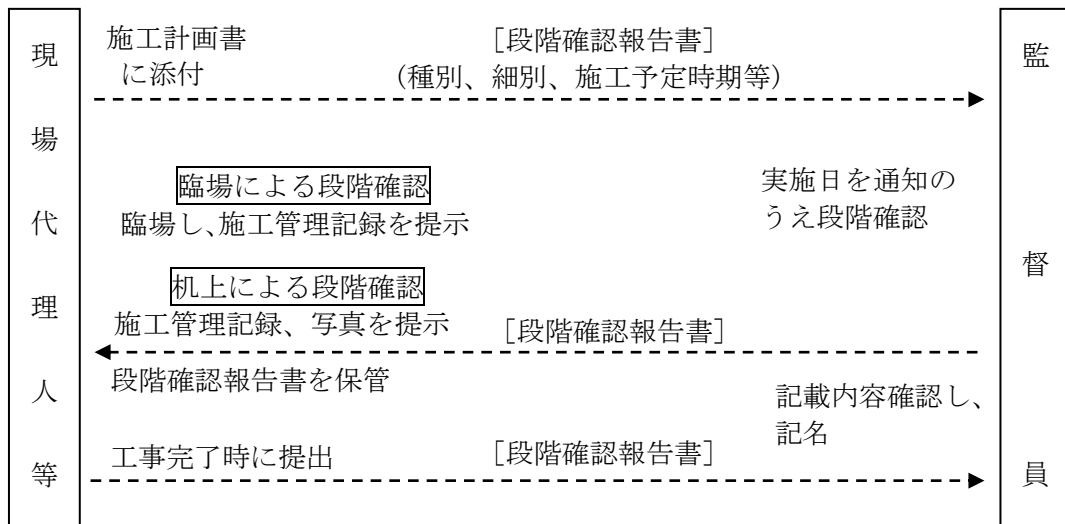 現場代理人等
施工計画書
に添付
[段階確認報告書]
(種別、細別、施工予定時期等)
臨場による段階確認
臨場し、施工管理記録を提示
実施日を通知の
うえ段階確認
机上による段階確認
施工管理記録、写真を提示
[段階確認報告書]
段階確認報告書を保管
記載内容確認し、
記名
工事完了時に提出
[段階確認報告書]
監督員